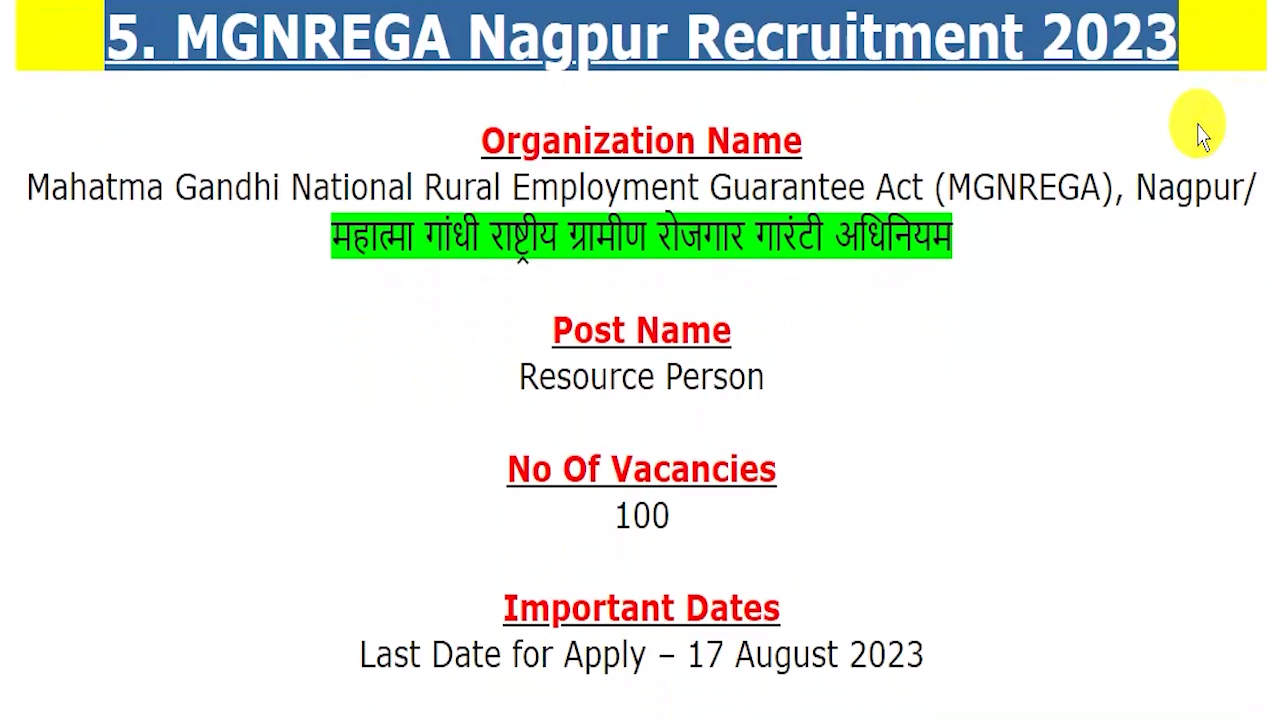 5. MGNREGA Nagpur Recruitment 2023
Organization Name
Mahatma Gandhi National Rural Employment Guarantee Act (MGNREGA), Nagpur/
महात्मा गांधी राष्ट्रीय ग्रामीण रोजगार गारंटी अधिनियम
Post Name
Resource Person
No Of Vacancies
100
Important Dates
Last Date for Apply – 17 August 2023